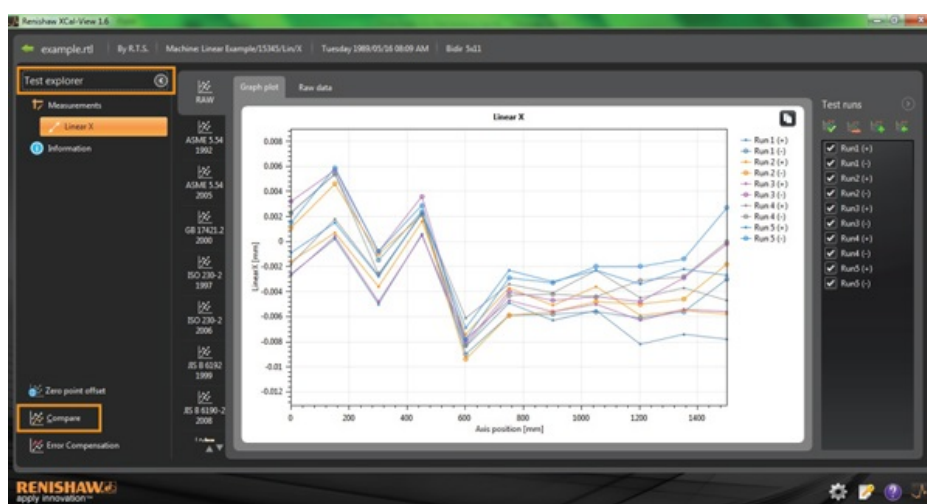 Renishaw XCal-View 1.6
example.rtl
By R.T.S.
Machine: Linear Example/15345/Lin/X
Tuesday 1989/05/16 08:09 AM
Bidir 5x11
Test explorer
Measurements
Linear X
Information
Zero point offset
Compare
Error Compensation
RAW
ASME 5.54
1992
ASME 5.54
2005
GB 17421.2
2000
ISO 230-2
1997
ISO 230-2
2006
JIS B 6192
1999
JIS B 6190-2
2008
Graph plot
Raw data
Linear X
0.008
0.006
0.004
0.002
0
-0.002
-0.004
-0.006
-0.008
-0.01
-0.012
LinearX [mm]
0
200
400
600
800
1000
1200
1400
Axis position [mm]
Run 1 (+)
Run 1 (-)
Run 2 (+)
Run 2 (-)
Run 3 (+)
Run 3 (-)
Run 4 (+)
Run 4 (-)
Run 5 (+)
Run 5 (-)
Test runs
Run1 (+)
Run1 (-)
Run2 (+)
Run2 (-)
Run3 (+)
Run3 (-)
Run4 (+)
Run4 (-)
Run5 (+)
Run5 (-)
RENISHAW
apply innovation™